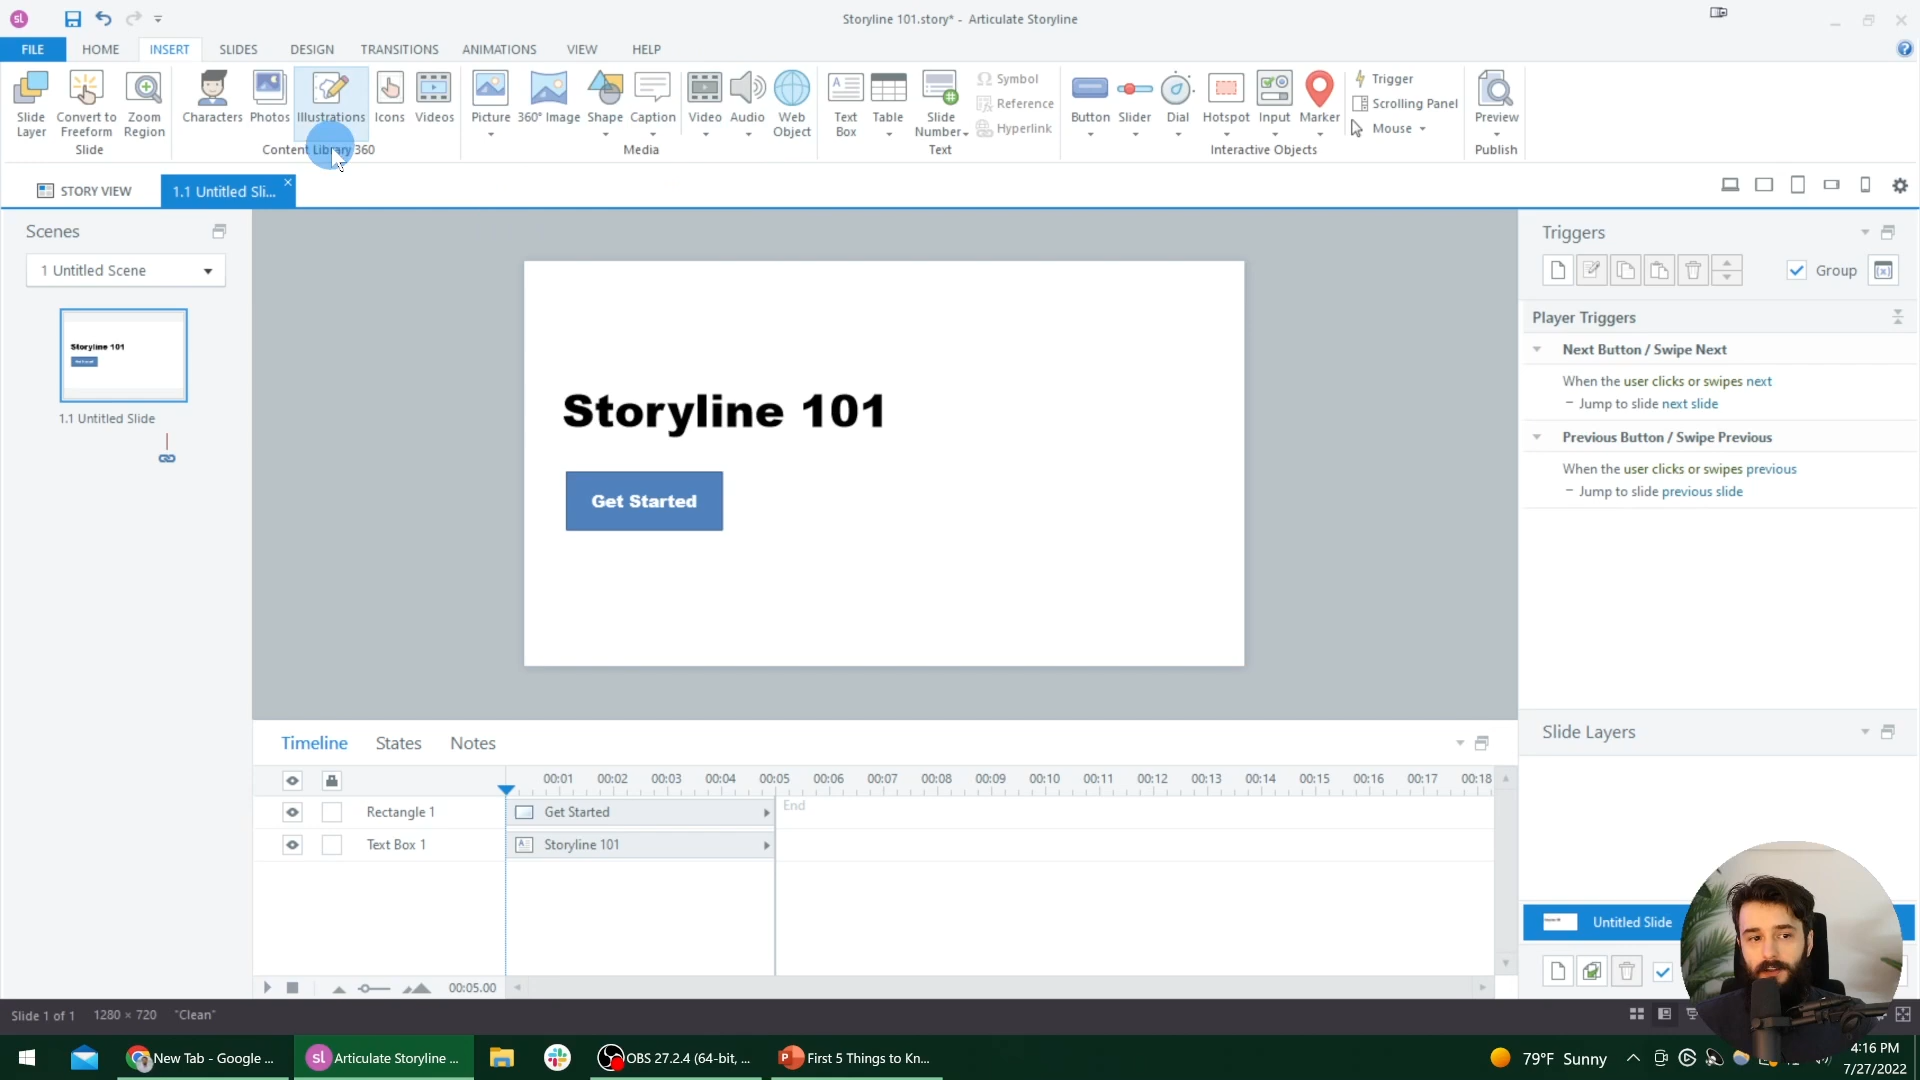 sl
Storyline 101.story* - Articulate Storyline
FILE HOME INSERT SLIDES DESIGN TRANSITIONS ANIMATIONS VIEW HELP
Slide Layer
Convert to Freeform
Zoom Region
Slide
Characters Photos Illustrations Icons Videos
Content Library 360
Picture 360° Image Shape Caption Video Audio Web Object
Media
Text Box
Table
Slide Number
Symbol
Reference
Hyperlink
Text
Button Slider Dial Hotspot Input Marker
Trigger
Scrolling Panel
Mouse
Interactive Objects
Preview
Publish
STORY VIEW
1.1 Untitled Sli...
Scenes
1 Untitled Scene
Storyline 101
Get Started
1.1 Untitled Slide
Storyline 101
Get Started
Triggers
Group
Player Triggers
Next Button / Swipe Next
When the user clicks or swipes next
- Jump to slide next slide
Previous Button / Swipe Previous
When the user clicks or swipes previous
- Jump to slide previous slide
Slide Layers
Untitled Slide
Timeline States Notes
00:01 00:02 00:03 00:04 00:05 00:06 00:07 00:08 00:09 00:10 00:11 00:12 00:13 00:14 00:15 00:16 00:17 00:18
Rectangle 1 Get Started End
Text Box 1 Storyline 101
00:05.00
Slide 1 of 1 1280 × 720 "Clean"
New Tab - Google ...
sl Articulate Storyline ...
OBS 27.2.4 (64-bit, ...
First 5 Things to Kn...
79°F Sunny
4:16 PM
7/27/2022